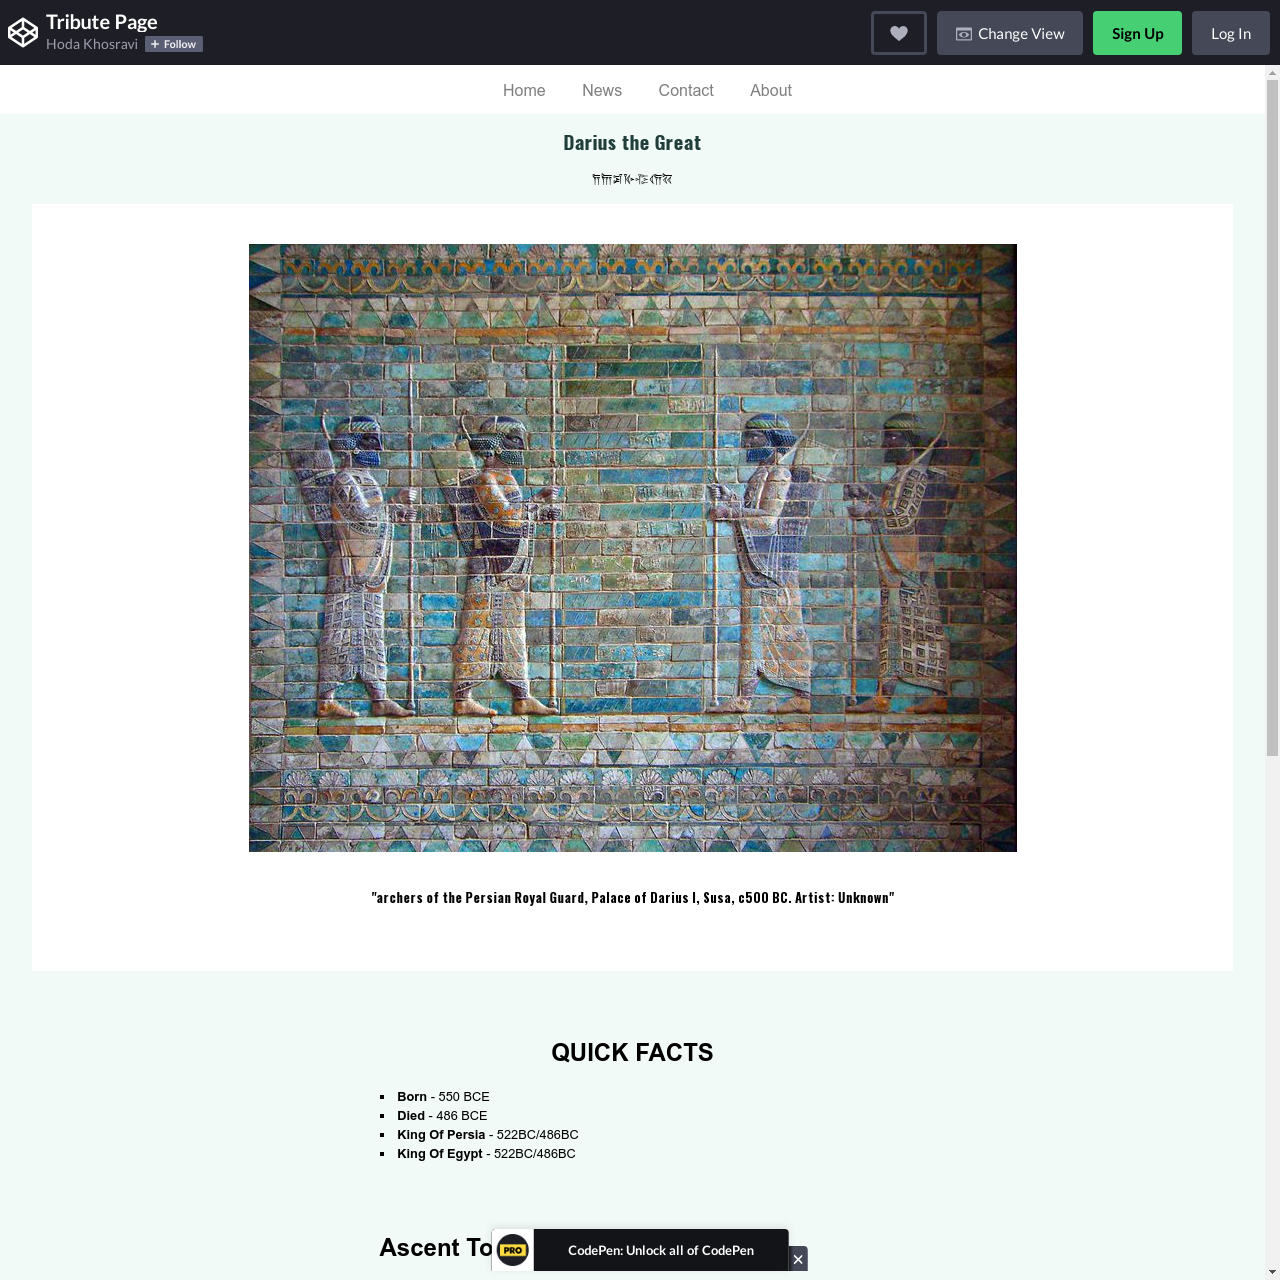 Tribute Page
Hoda Khosravi + Follow
Change View
Sign Up
Log In
Home News Contact About
Darius the Great
"archers of the Persian Royal Guard, Palace of Darius I, Susa, c500 BC. Artist: Unknown"
QUICK FACTS
Born - 550 BCE
Died - 486 BCE
King Of Persia - 522BC/486BC
King Of Egypt - 522BC/486BC
Ascent To
PRO CodePen: Unlock all of CodePen